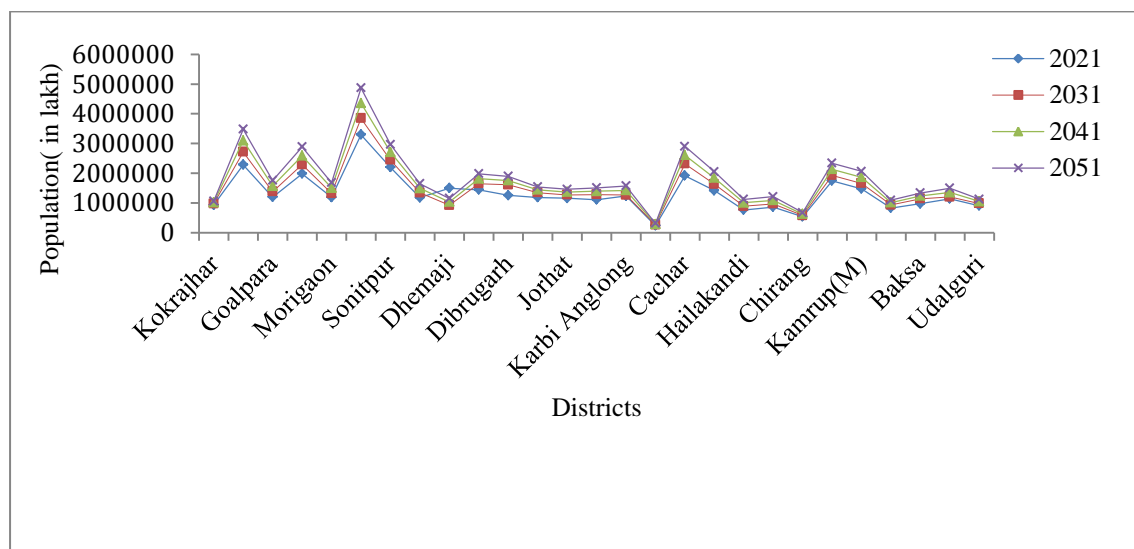 Population( in lakh)
6000000
5000000
4000000
3000000
2000000
1000000
0
2021
2031
2041
2051
Kokrajhar
Goalpara
Morigaon
Sonitpur
Dhemaji
Dibrugarh
Jorhat
Karbi Anglong
Cachar
Hailakandi
Chirang
Kamrup(M)
Baksa
Udalguri
Districts